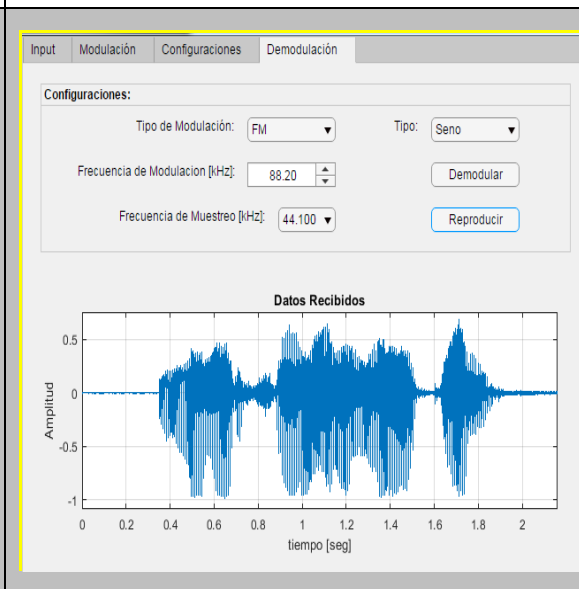 Input Modulación Configuraciones Demodulación
Configuraciones:
Tipo de Modulación: FM Tipo: Seno
Frecuencia de Modulacion [kHz]: 88.20 Demodular
Frecuencia de Muestreo [kHz]: 44.100 Reproducir
Datos Recibidos
0.5
0
-0.5
-1
Amplitud
0 0.2 0.4 0.6 0.8 1 1.2 1.4 1.6 1.8 2
tiempo [seg]